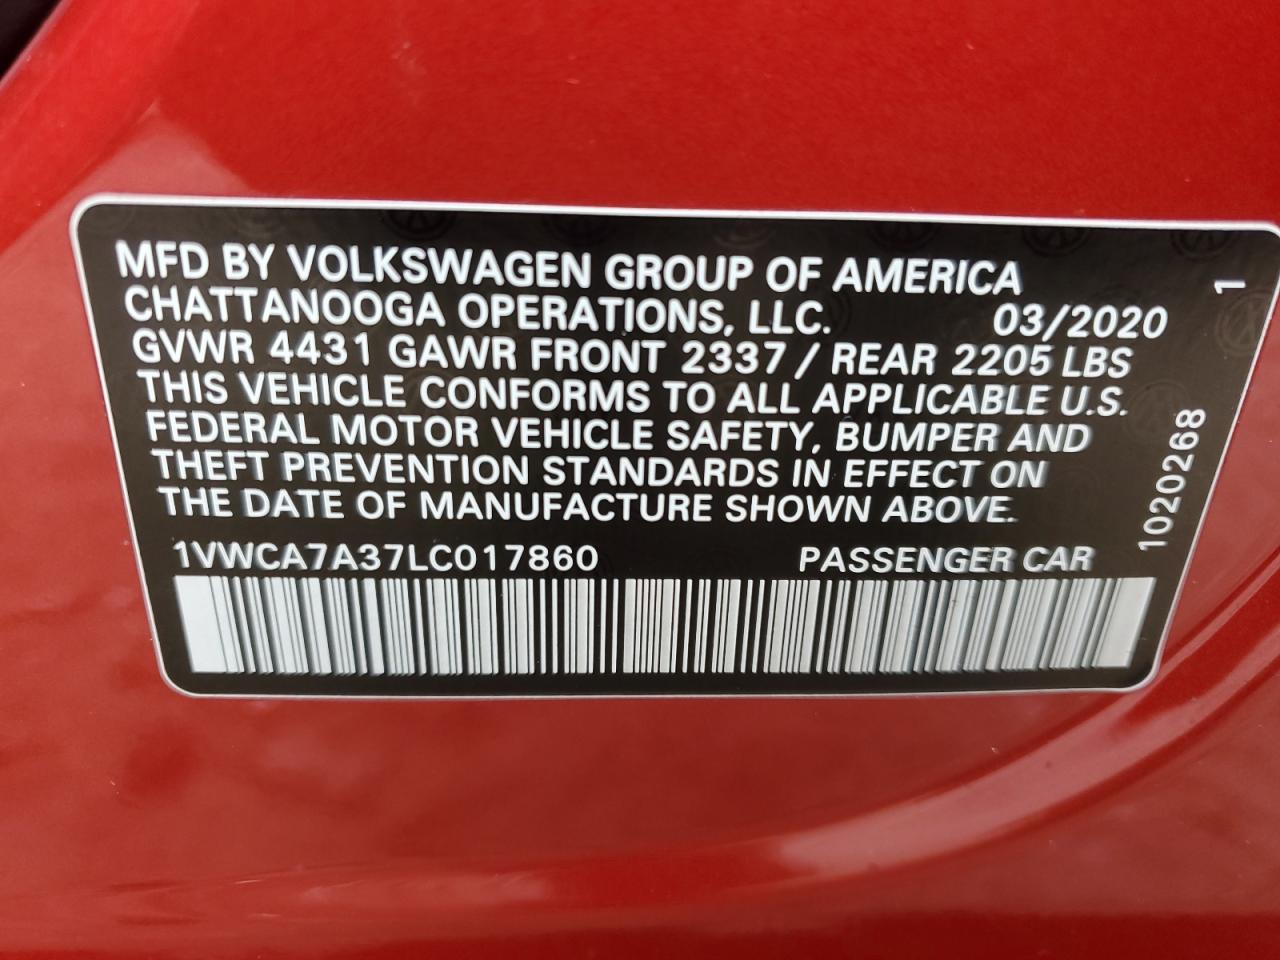 MFD BY VOLKSWAGEN GROUP OF AMERICA
CHATTANOOGA OPERATIONS, LLC. 03/2020
GVWR 4431 GAWR FRONT 2337 / REAR 2205 LBS
THIS VEHICLE CONFORMS TO ALL APPLICABLE U.S.
FEDERAL MOTOR VEHICLE SAFETY, BUMPER AND
THEFT PREVENTION STANDARDS IN EFFECT ON
THE DATE OF MANUFACTURE SHOWN ABOVE.
1VWCA7A37LC017860 PASSENGER CAR
1020268
1